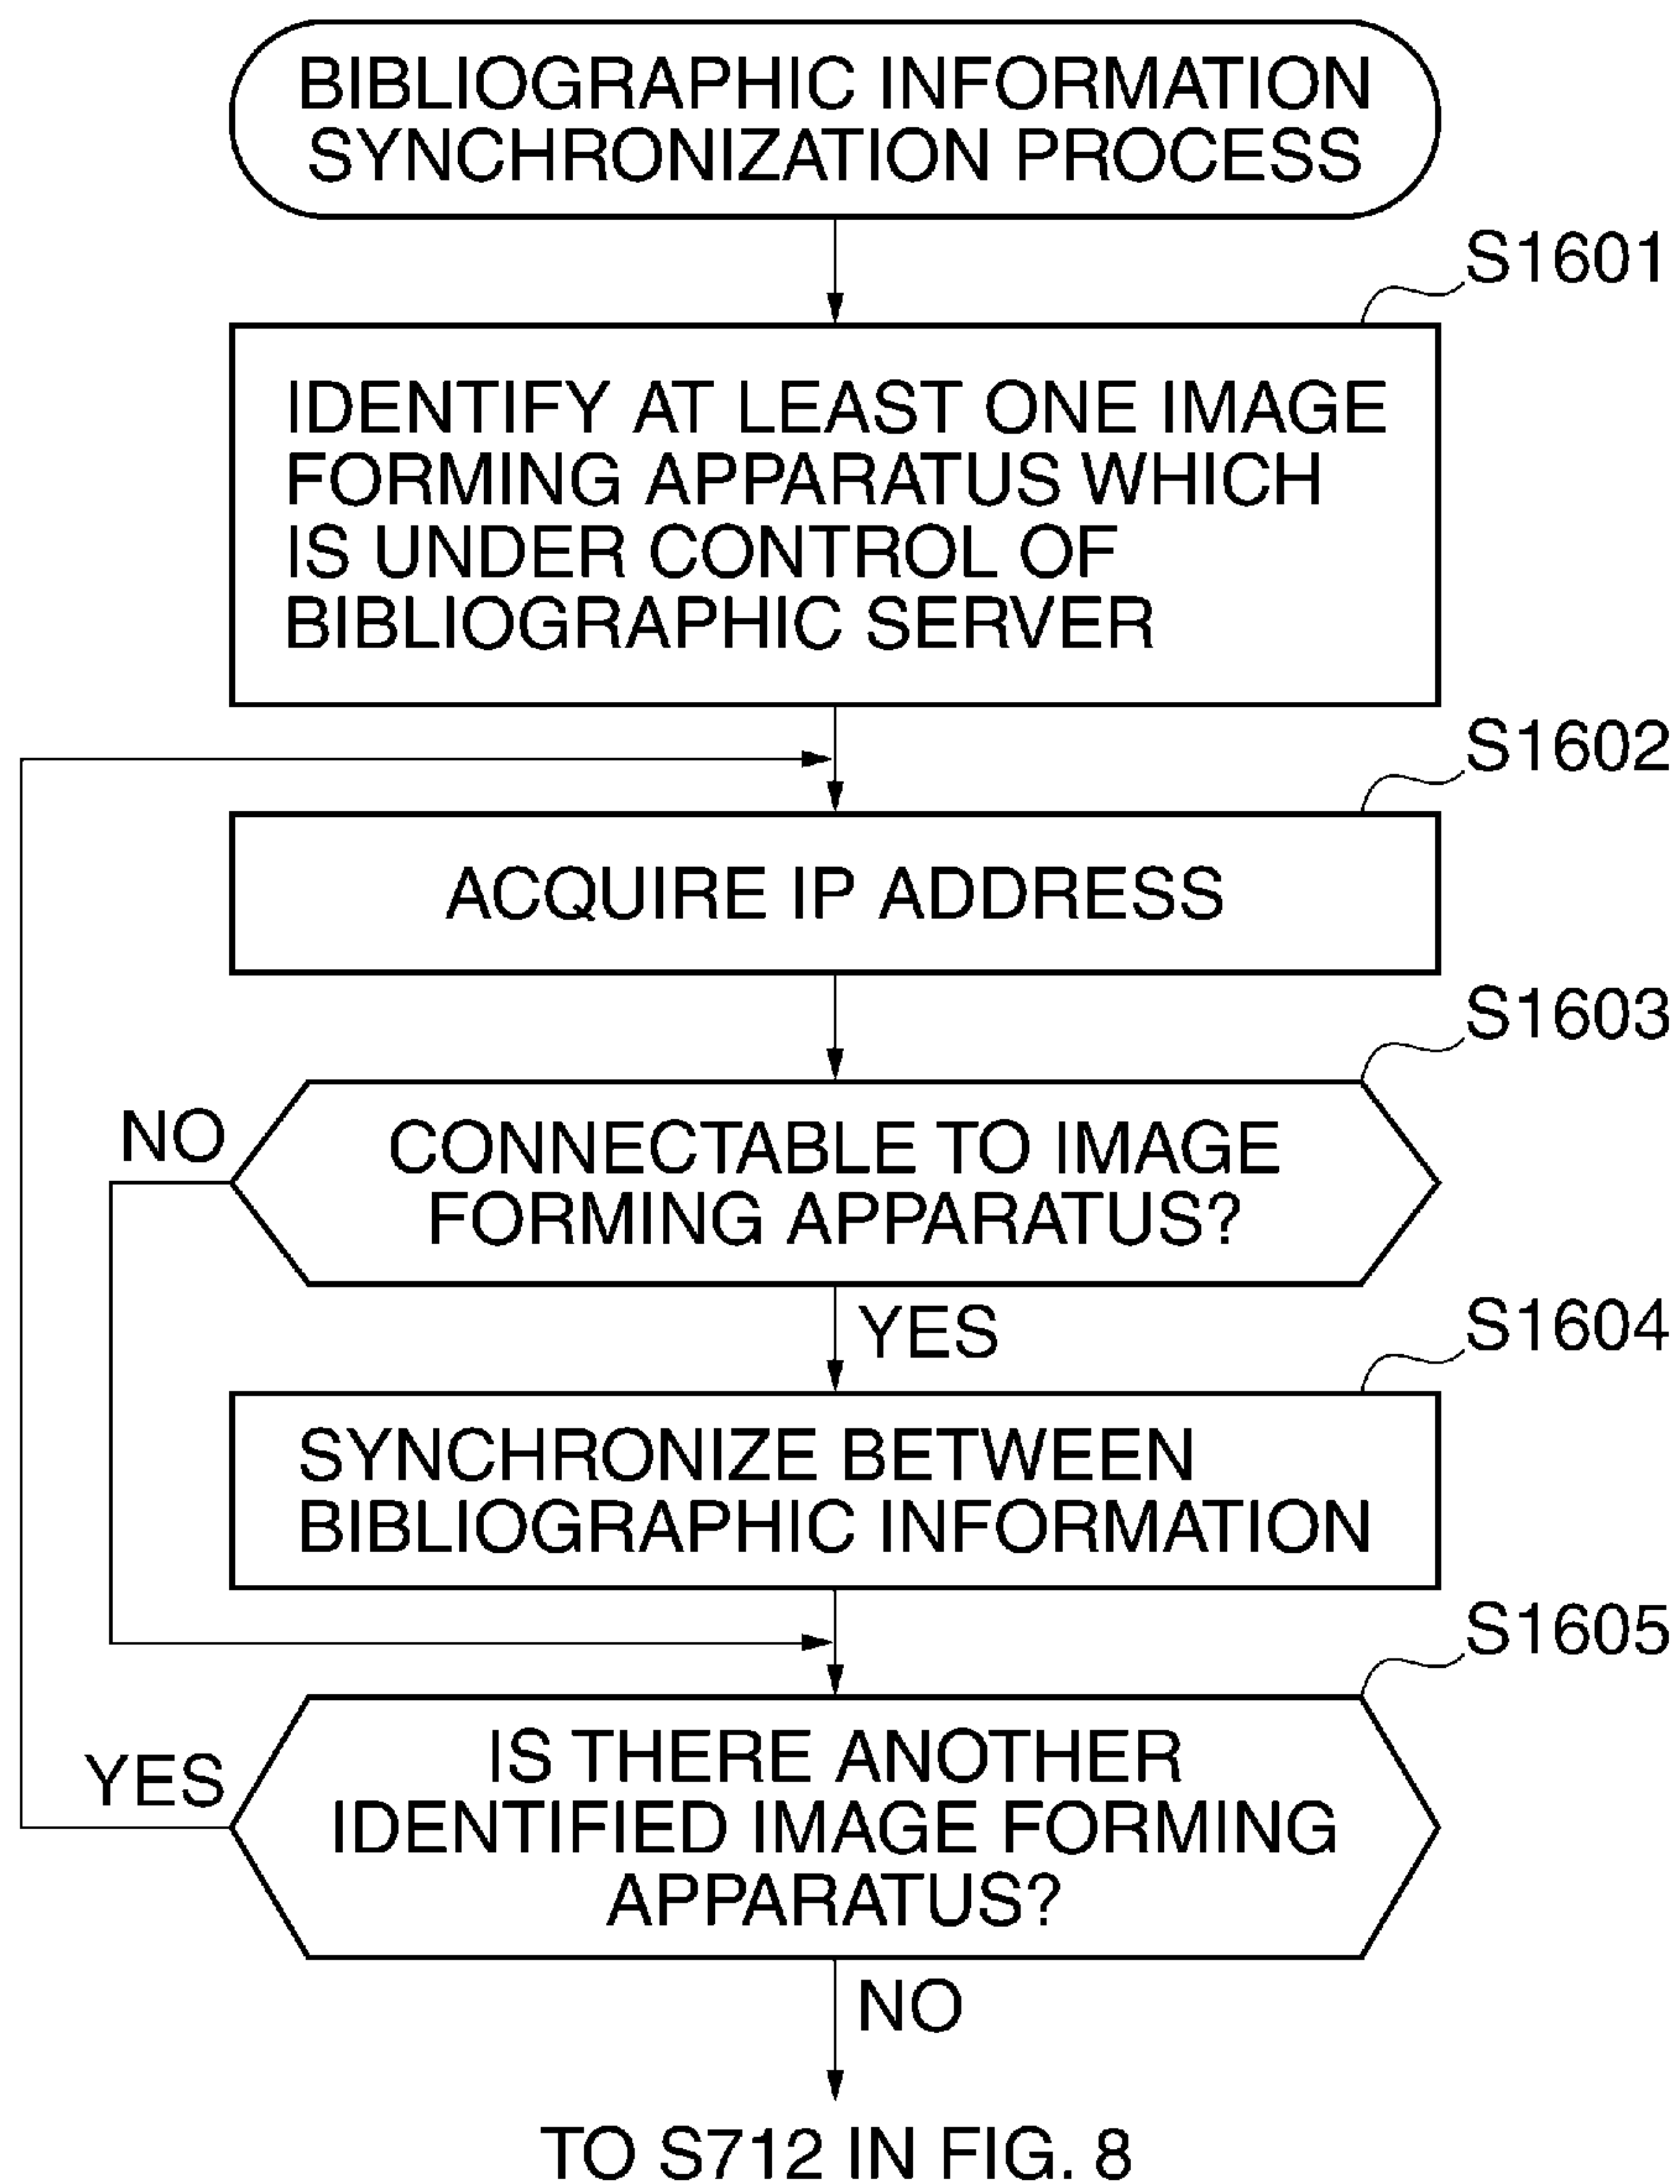 BIBLIOGRAPHIC INFORMATION
SYNCHRONIZATION PROCESS
S1601
IDENTIFY AT LEAST ONE IMAGE
FORMING APPARATUS WHICH
IS UNDER CONTROL OF
BIBLIOGRAPHIC SERVER
S1602
ACQUIRE IP ADDRESS
S1603
NO
CONNECTABLE TO IMAGE
FORMING APPARATUS?
YES
S1604
SYNCHRONIZE BETWEEN
BIBLIOGRAPHIC INFORMATION
S1605
YES
IS THERE ANOTHER
IDENTIFIED IMAGE FORMING
APPARATUS?
NO
TO S712 IN FIG. 8